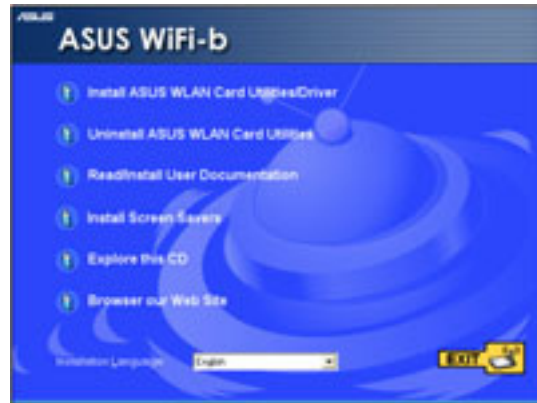 ASUS
ASUS WiFi-b
Install ASUS WLAN Card Utilities/Driver
Uninstall ASUS WLAN Card Utilities
Read/Install User Documentation
Install Screen Savers
Explore this CD
Browser our Web Site
Installation Language
English
EXIT